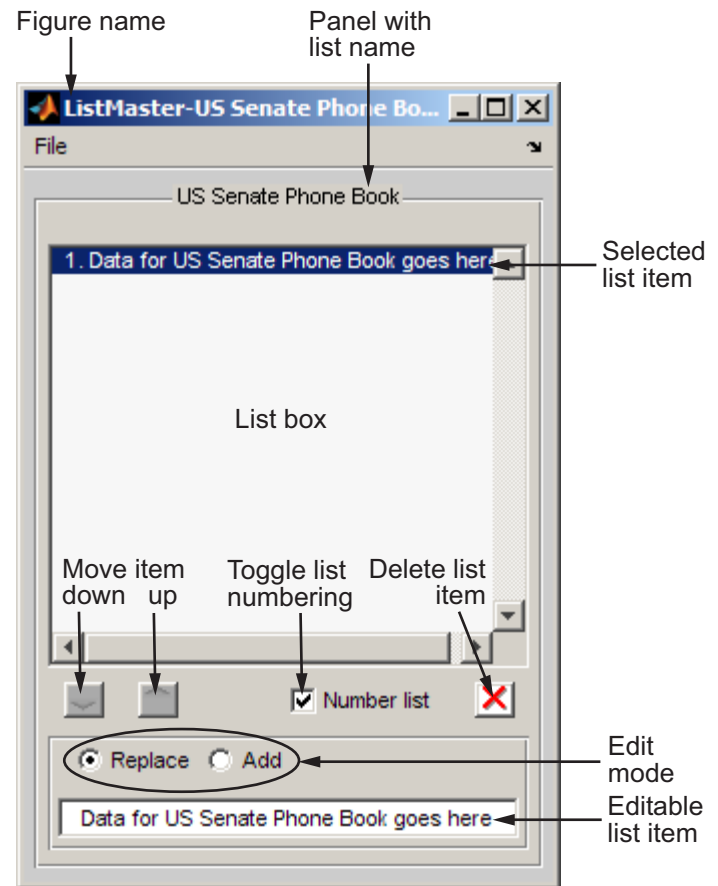 Figure name
Panel with
list name
ListMaster-US Senate Phone Bo...
File
US Senate Phone Book
1. Data for US Senate Phone Book goes here
Selected
list item
List box
Move item
down up
Toggle list
numbering
Delete list
item
Number list
Replace Add
Edit
mode
Data for US Senate Phone Book goes here
Editable
list item